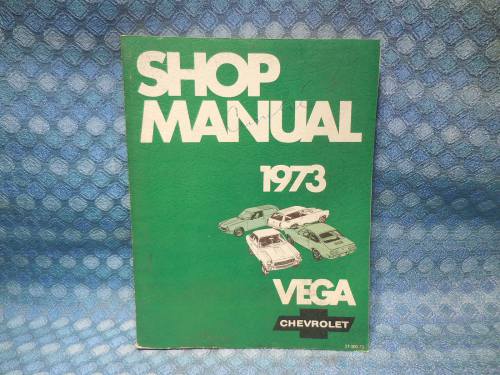 SHOP
MANUAL
1973
VEGA
CHEVROLET